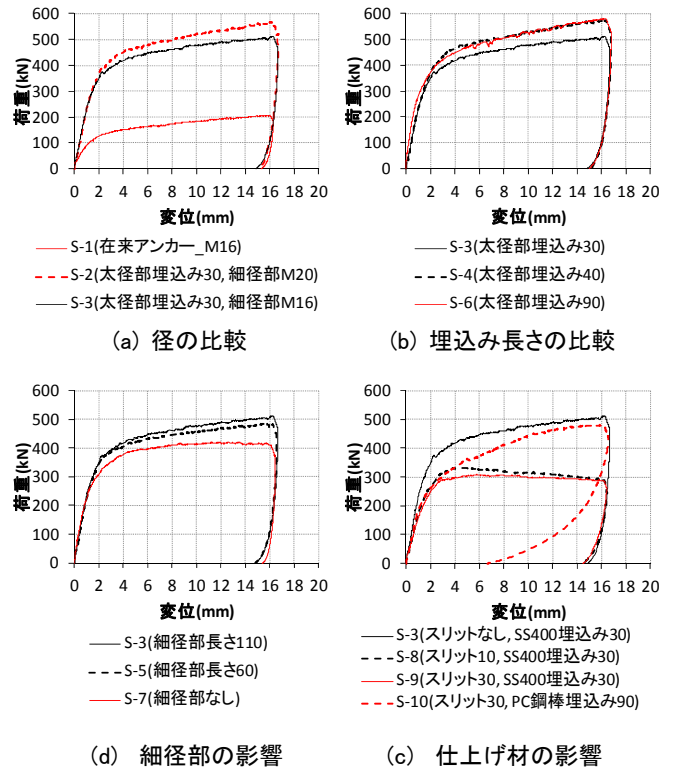 600
500
400
300
200
100
0
荷重(kN)
0 2 4 6 8 10 12 14 16 18 20
変位(mm)
S-1(在来アンカー_M16)
S-2(太径部埋込み30, 細径部M20)
S-3(太径部埋込み30, 細径部M16)
(a) 径の比較
600
500
400
300
200
100
0
荷重(kN)
0 2 4 6 8 10 12 14 16 18 20
変位(mm)
S-3(太径部埋込み30)
S-4(太径部埋込み40)
S-6(太径部埋込み90)
(b) 埋込み長さの比較
600
500
400
300
200
100
0
荷重(kN)
0 2 4 6 8 10 12 14 16 18 20
変位(mm)
S-3(細径部長さ110)
S-5(細径部長さ60)
S-7(細径部なし)
(d) 細径部の影響
600
500
400
300
200
100
0
荷重(kN)
0 2 4 6 8 10 12 14 16 18 20
変位(mm)
S-3(スリットなし, SS400埋込み30)
S-8(スリット10, SS400埋込み30)
S-9(スリット30, SS400埋込み30)
S-10(スリット30, PC鋼棒埋込み90)
(c) 仕上げ材の影響